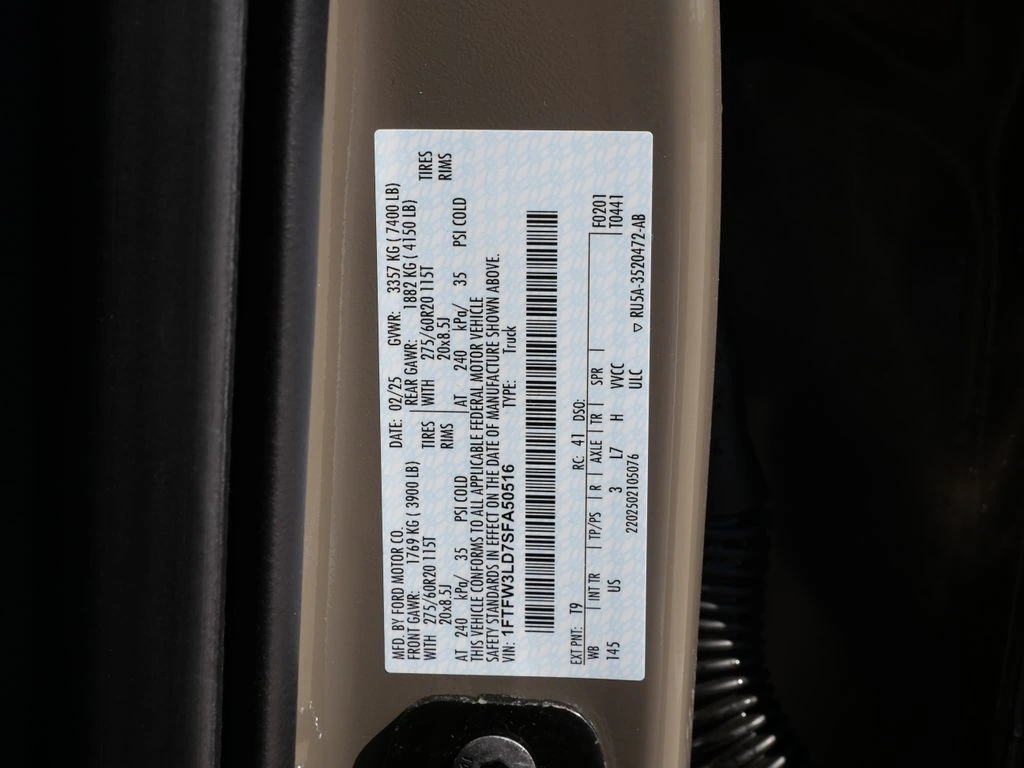 MFD. BY FORD MOTOR CO. DATE: 02/25 GVWR: 3357 KG ( 7400 LB)
FRONT GAWR: 1769 KG ( 3900 LB) REAR GAWR: 1882 KG ( 4150 LB)
WITH 275/60R20 115T TIRES WITH 275/60R20 115T TIRES
20x8.5J RIMS 20x8.5J RIMS
AT 240 kPa/ 35 PSI COLD AT 240 kPa/ 35 PSI COLD
THIS VEHICLE CONFORMS TO ALL APPLICABLE FEDERAL MOTOR VEHICLE
SAFETY STANDARDS IN EFFECT ON THE DATE OF MANUFACTURE SHOWN ABOVE.
VIN: 1FTFW3LD7SFA50516 TYPE: Truck
EXT PNT: T9 RC: 41 DSO: F0201
WB INT TR TP/PS R AXLE TR SPR T0441
145 US 3 L7 H VVCC
2202502105076 ULC ▽ RU5A-3520472-AB